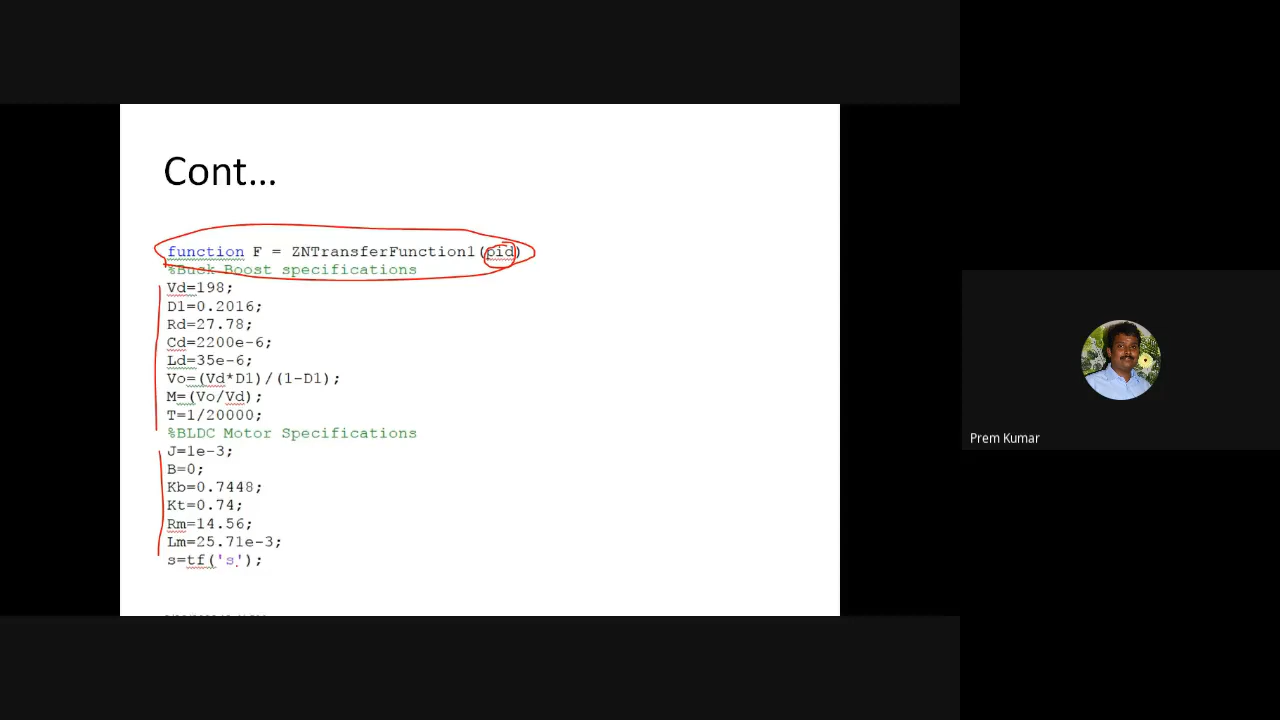 Cont...
function F = ZNTransferFunction1(pid)
%Busk Boost specifications
Vd=198;
D1=0.2016;
Rd=27.78;
Cd=2200e-6;
Ld=35e-6;
Vo=(Vd*D1)/(1-D1);
M=(Vo/Vd);
T=1/20000;
%BLDC Motor Specifications
J=1e-3;
B=0;
Kb=0.7448;
Kt=0.74;
Rm=14.56;
Lm=25.71e-3;
s=tf('s');
Prem Kumar